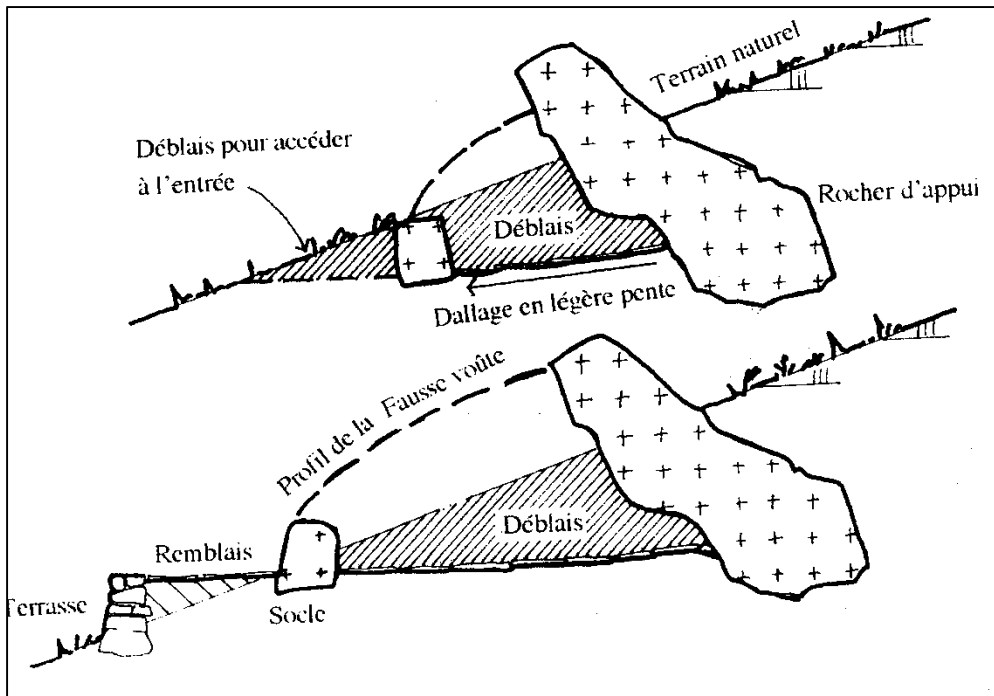 Terrain naturel
Déblais pour accéder
à l'entrée
Rocher d'appui
Déblais
Dallage en légère pente
Profil de la Fausse voûte
Déblais
Remblais
Terrasse
Socle